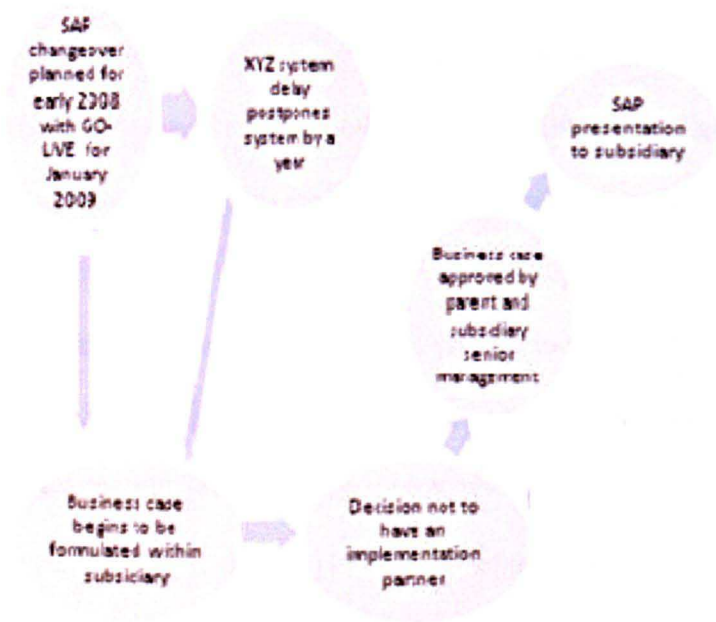 SAP
changeover
planned for
early 2008
with GO-
LIVE for
January
2009
XYZ system
delay
postpones
system by a
year
Business case
begins to be
formulated within
subsidiary
Decision not to
have an
implementation
partner
Business case
approved by
parent and
subsidiary
senior
management
SAP
presentation
to subsidiary